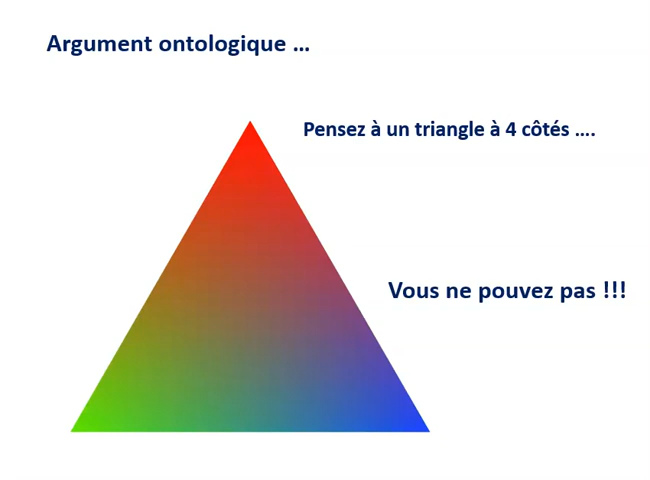 Argument ontologique …
Pensez à un triangle à 4 côtés ….
Vous ne pouvez pas !!!